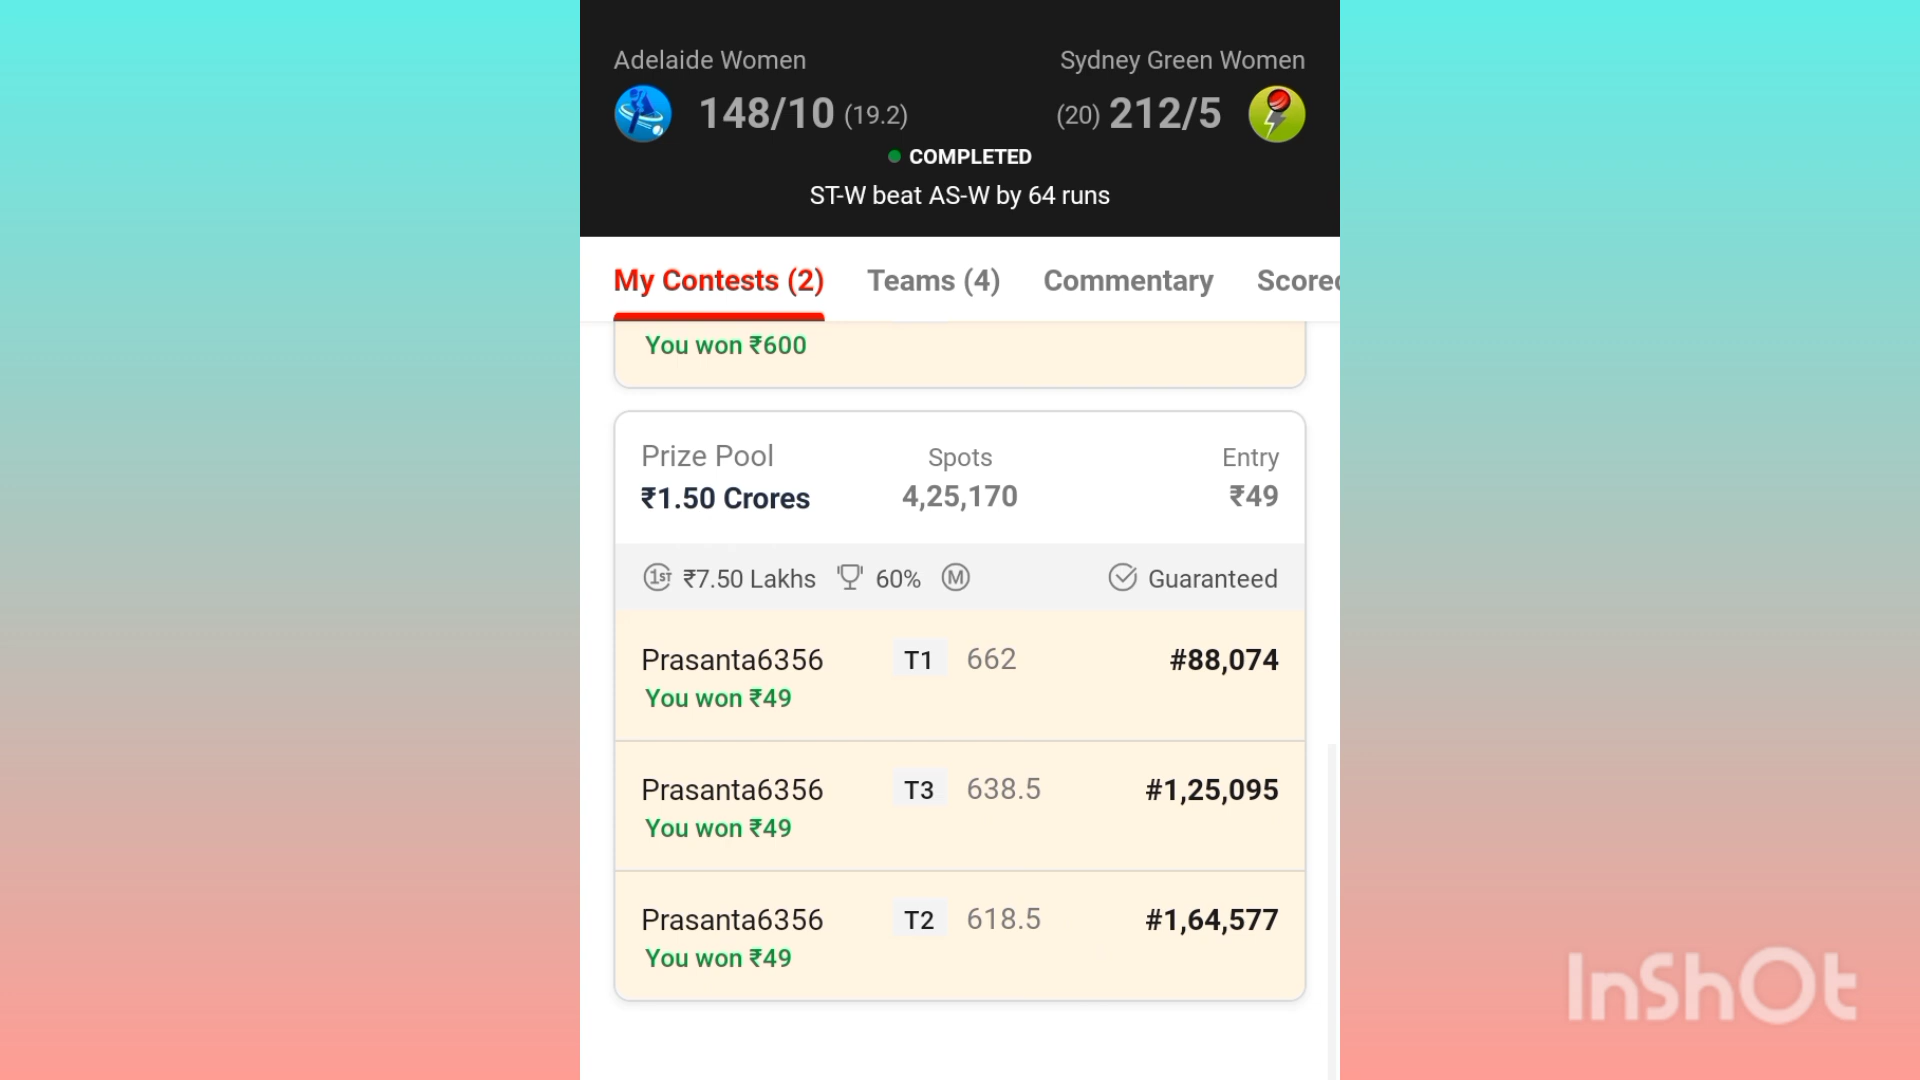 Adelaide Women
Sydney Green Women
148/10 (19.2)
(20) 212/5
COMPLETED
ST-W beat AS-W by 64 runs
My Contests (2)
Teams (4)
Commentary
Scorec
You won ₹600
Prize Pool
Spots
Entry
₹1.50 Crores
4,25,170
₹49
1ST ₹7.50 Lakhs
60%
M
Guaranteed
Prasanta6356 T1 662 #88,074
You won ₹49
Prasanta6356 T3 638.5 #1,25,095
You won ₹49
Prasanta6356 T2 618.5 #1,64,577
You won ₹49
InShOt